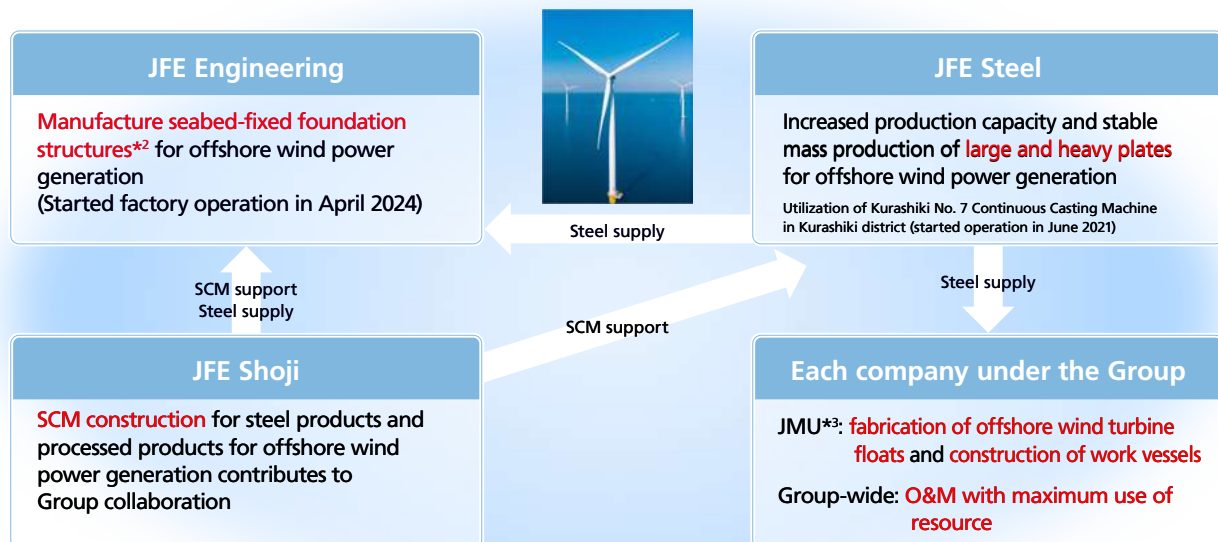 JFE Engineering
Manufacture seabed-fixed foundation
structures*2 for offshore wind power
generation
(Started factory operation in April 2024)
JFE Steel
Increased production capacity and stable
mass production of large and heavy plates
for offshore wind power generation
Utilization of Kurashiki No. 7 Continuous Casting Machine
in Kurashiki district (started operation in June 2021)
Steel supply
SCM support
Steel supply
SCM support
Steel supply
JFE Shoji
SCM construction for steel products and
processed products for offshore wind
power generation contributes to
Group collaboration
Each company under the Group
JMU*3: fabrication of offshore wind turbine
floats and construction of work vessels
Group-wide: O&M with maximum use of
resource